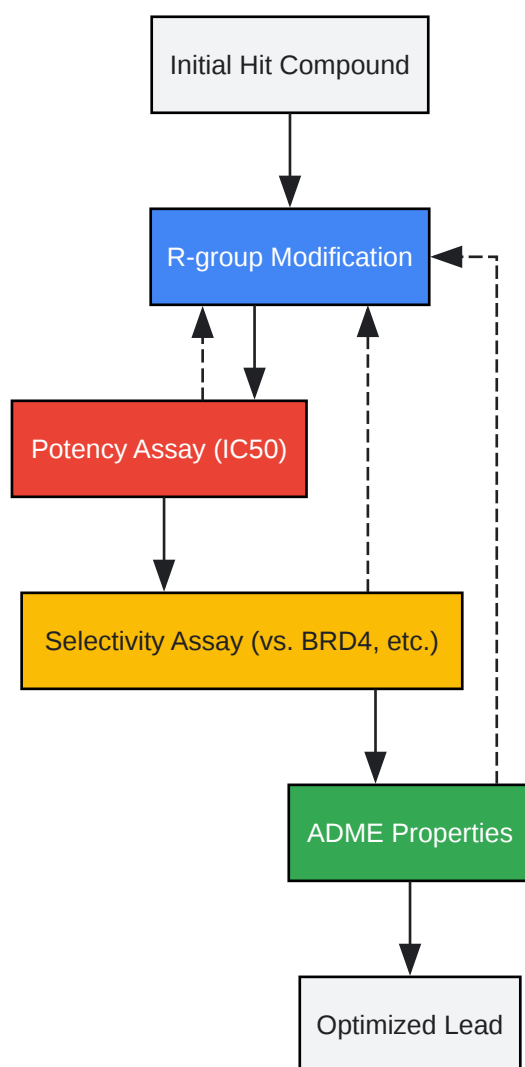 Initial Hit Compound
R-group Modification
Potency Assay (IC50)
Selectivity Assay (vs. BRD4, etc.)
ADME Properties
Optimized Lead